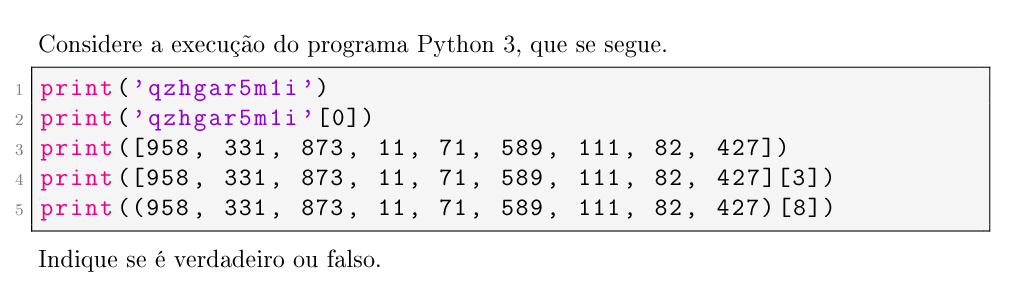 Considere a execução do programa Python 3, que se segue.
1 print('qzhgar5m1i')
2 print('qzhgar5m1i'[0])
3 print([958, 331, 873, 11, 71, 589, 111, 82, 427])
4 print([958, 331, 873, 11, 71, 589, 111, 82, 427][3])
5 print((958, 331, 873, 11, 71, 589, 111, 82, 427)[8])
Indique se é verdadeiro ou falso.